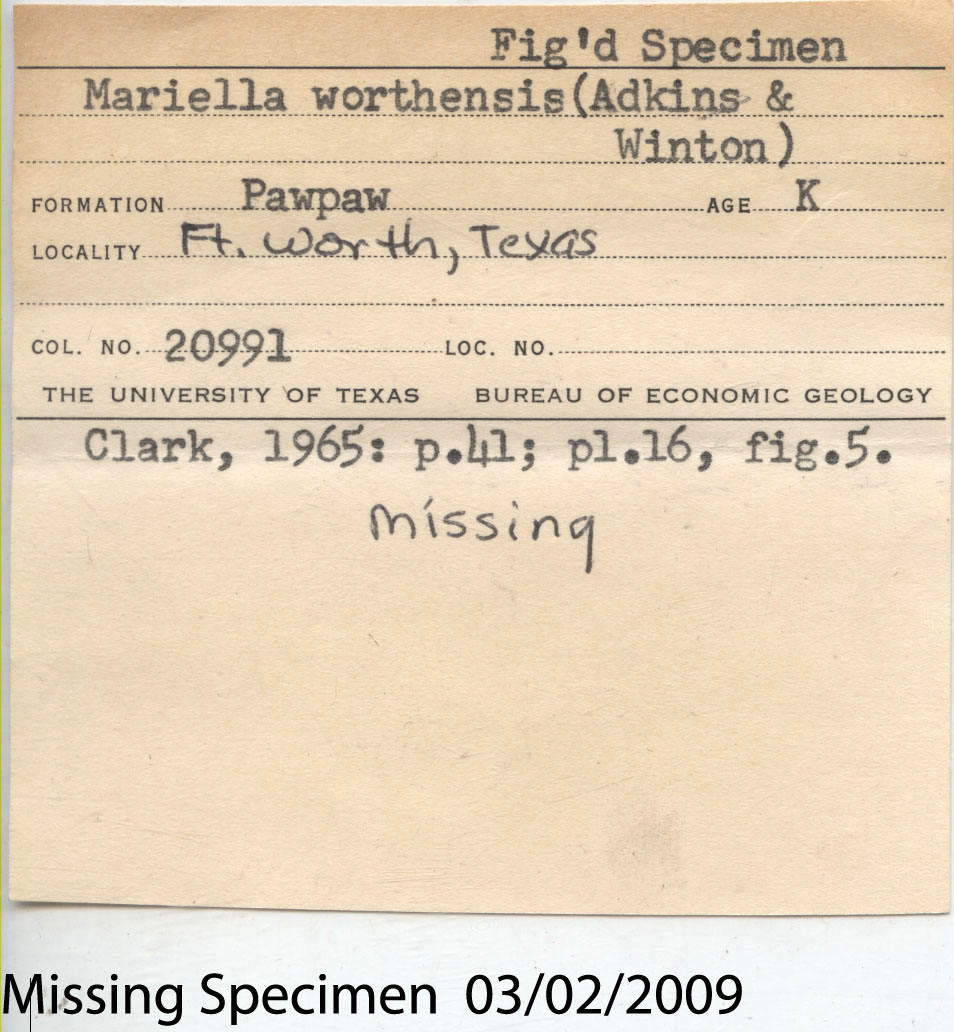 Fig'd Specimen
Mariella worthensis(Adkins &
Winton)
FORMATION Pawpaw AGE K
LOCALITY Ft. Worth, Texas
COL. NO. 20991 LOC. NO.
THE UNIVERSITY OF TEXAS BUREAU OF ECONOMIC GEOLOGY
Clark, 1965: p.41; pl.16, fig.5.
missing
Missing Specimen 03/02/2009